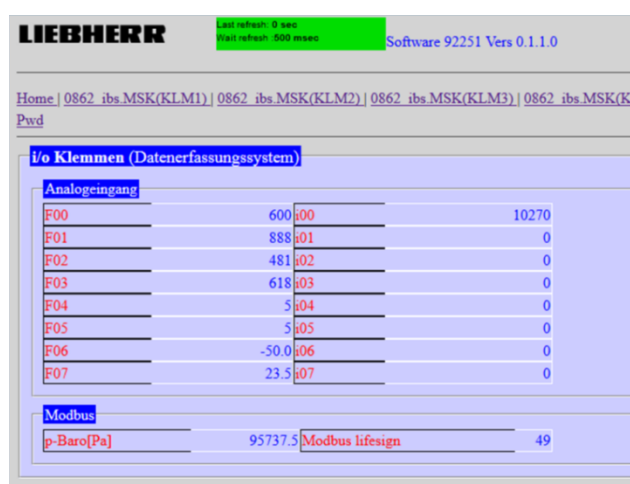 LIEBHERR
Last refresh: 0 sec
Wait refresh :500 msec
Software 92251 Vers 0.1.1.0
Home | 0862_ibs.MSK(KLM1) | 0862_ibs.MSK(KLM2) | 0862_ibs.MSK(KLM3) | 0862_ibs.MSK(K
Pwd
i/o Klemmen (Datenerfassungssystem)
Analogeingang
F00 600 i00 10270
F01 888 i01 0
F02 481 i02 0
F03 618 i03 0
F04 5 i04 0
F05 5 i05 0
F06 -50.0 i06 0
F07 23.5 i07 0
Modbus
p-Baro[Pa] 95737.5 Modbus lifesign 49